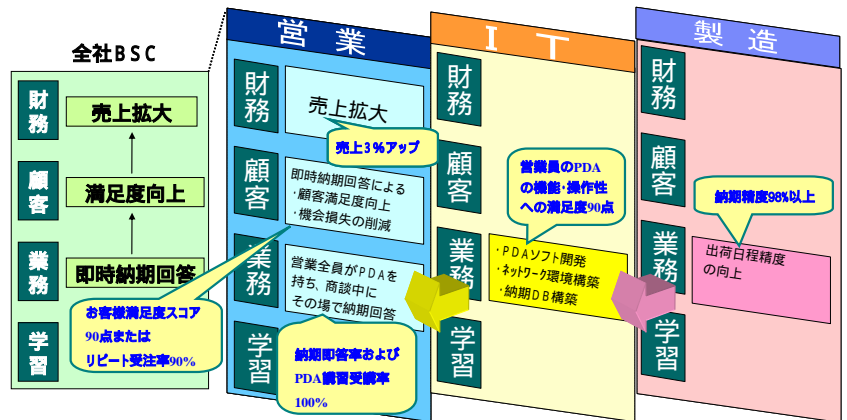 全社BSC
財務
売上拡大
顧客
満足度向上
業務
即時納期回答
学習
お客様満足度スコア
90点または
リピート受注率90%
営業
財務
売上拡大
売上3%アップ
顧客
即時納期回答による
・顧客満足度向上
・機会損失の削減
業務
営業全員がPDAを
持ち、商談中に
その場で納期回答
学習
納期即答率および
PDA講習受講率
100%
IT
財務
顧客
営業員のPDA
の機能・操作性
への満足度90点
業務
・PDAソフト開発
・ネットワーク環境構築
・納期DB構築
学習
製造
財務
顧客
納期精度98%以上
業務
出荷日程精度
の向上
学習